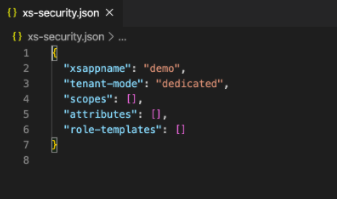 {} xs-security.json ×
{} xs-security.json > ...
1 {
2 "xsappname": "demo",
3 "tenant-mode": "dedicated",
4 "scopes": [],
5 "attributes": [],
6 "role-templates": []
7 }
8